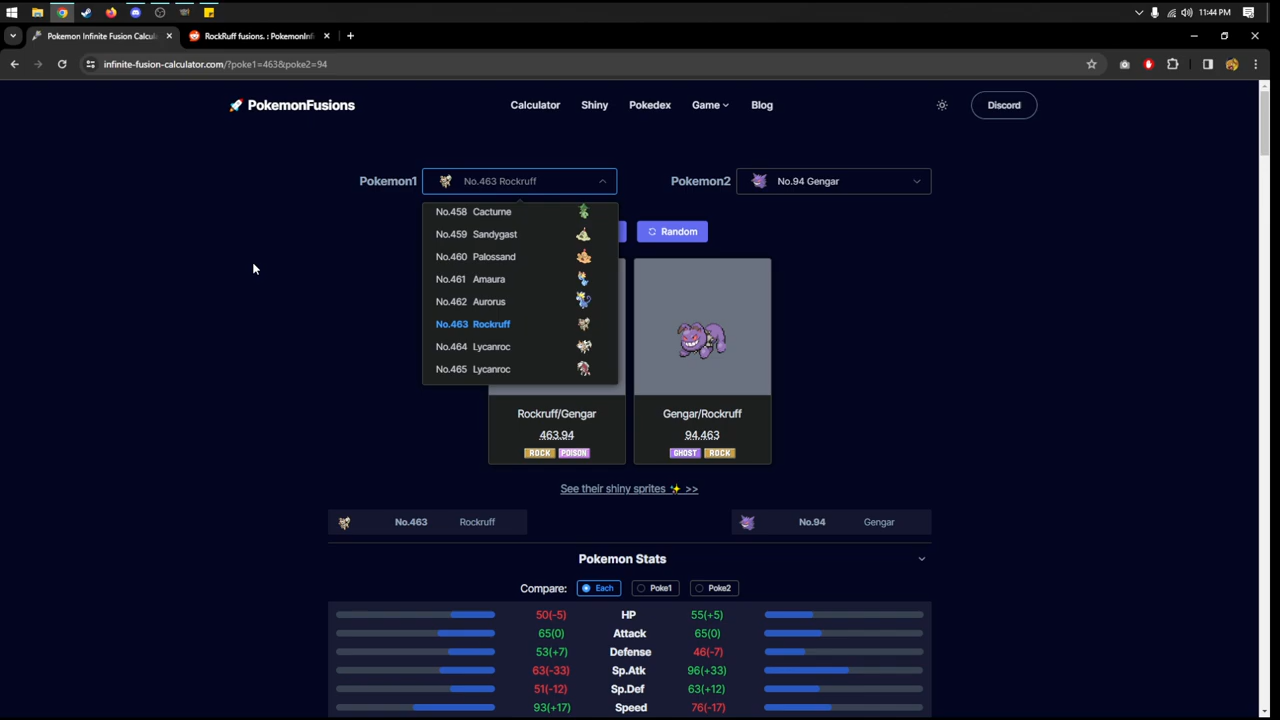 11:44 PM
Pokemon Infinite Fusion Calcul
RockRuff fusions. : PokemonInf
infinite-fusion-calculator.com/?poke1=463&poke2=94
PokemonFusions
Calculator Shiny Pokedex Game Blog
Discord
Pokemon1 No.463 Rockruff
Pokemon2 No.94 Gengar
No.458 Cacturne
No.459 Sandygast
No.460 Palossand
No.461 Amaura
No.462 Aurorus
No.463 Rockruff
No.464 Lycanroc
No.465 Lycanroc
Random
Rockruff/Gengar
463.94
ROCK POISON
Gengar/Rockruff
94.463
GHOST ROCK
See their shiny sprites ✨ >>
No.463 Rockruff
No.94 Gengar
Pokemon Stats
Compare: Each Poke1 Poke2
50(-5) HP 55(+5)
65(0) Attack 65(0)
53(+7) Defense 46(-7)
63(-33) Sp.Atk 96(+33)
51(-12) Sp.Def 63(+12)
93(+17) Speed 76(-17)